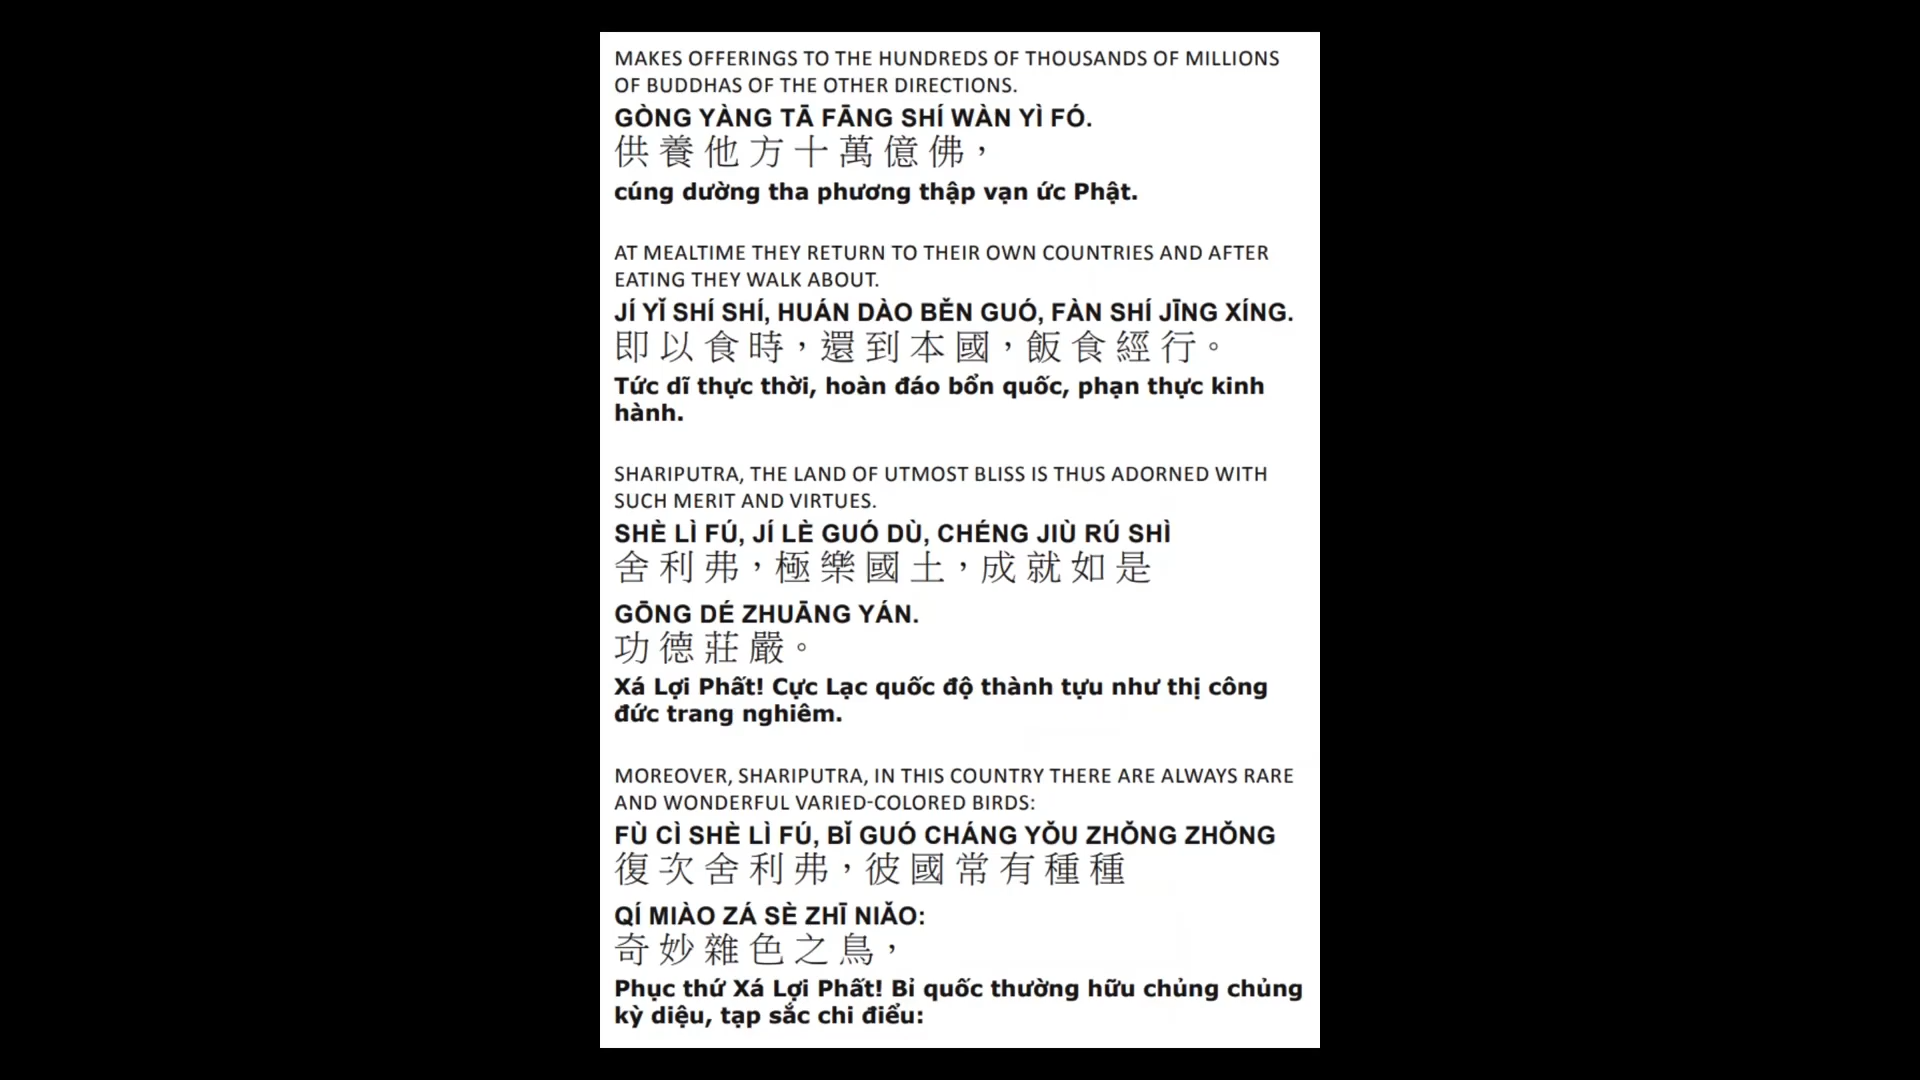 MAKES OFFERINGS TO THE HUNDREDS OF THOUSANDS OF MILLIONS
OF BUDDHAS OF THE OTHER DIRECTIONS.
GÒNG YÀNG TĀ FĀNG SHÍ WÀN YÌ FÓ.
供養他方十萬億佛，
cúng dường tha phương thập vạn ức Phật.
AT MEALTIME THEY RETURN TO THEIR OWN COUNTRIES AND AFTER
EATING THEY WALK ABOUT.
JÍ YǏ SHÍ SHÍ, HUÁN DÀO BĚN GUÓ, FÀN SHÍ JĪNG XÍNG.
即以食時，還到本國，飯食經行。
Tức dĩ thực thời, hoàn đáo bổn quốc, phạn thực kinh
hành.
SHARIPUTRA, THE LAND OF UTMOST BLISS IS THUS ADORNED WITH
SUCH MERIT AND VIRTUES.
SHÈ LÌ FÚ, JÍ LÈ GUÓ DÙ, CHÉNG JIÙ RÚ SHÌ
舍利弗，極樂國土，成就如是
GŌNG DÉ ZHUĀNG YÁN.
功德莊嚴。
Xá Lợi Phất! Cực Lạc quốc độ thành tựu như thị công
đức trang nghiêm.
MOREOVER, SHARIPUTRA, IN THIS COUNTRY THERE ARE ALWAYS RARE
AND WONDERFUL VARIED-COLORED BIRDS:
FÙ CÌ SHÈ LÌ FÚ, BǏ GUÓ CHÁNG YǑU ZHǑNG ZHǑNG
復次舍利弗，彼國常有種種
QÍ MIÀO ZÁ SÈ ZHĪ NIǍO:
奇妙雜色之鳥，
Phục thứ Xá Lợi Phất! Bỉ quốc thường hữu chủng chủng
kỳ diệu, tạp sắc chi điểu: